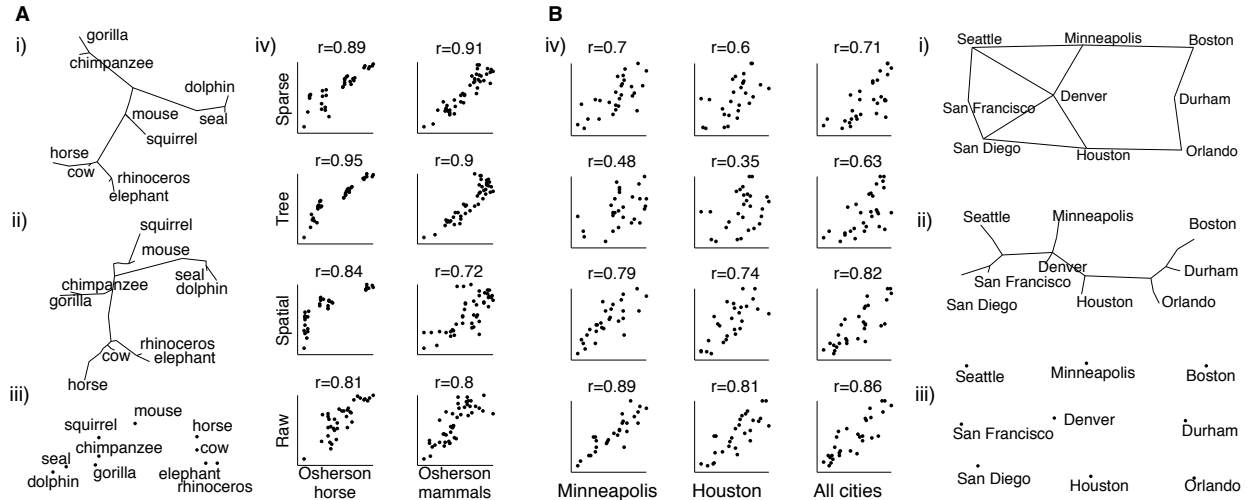 A
i)
gorilla
chimpanzee
dolphin
seal
mouse
squirrel
horse
cow
rhinoceros
elephant
ii)
squirrel
mouse
chimpanzee
gorilla
seal
dolphin
rhinoceros
cow
elephant
horse
iii)
mouse
squirrel
horse
chimpanzee
cow
seal
gorilla
elephant
dolphin
rhinoceros
iv)
r=0.89
r=0.91
Sparse
r=0.95
r=0.9
Tree
r=0.84
r=0.72
Spatial
r=0.81
r=0.8
Raw
Osherson
horse
Osherson
mammals
B
iv)
r=0.7
r=0.6
r=0.71
r=0.48
r=0.35
r=0.63
r=0.79
r=0.74
r=0.82
r=0.89
r=0.81
r=0.86
Minneapolis
Houston
All cities
i)
Seattle
Minneapolis
Boston
San Francisco
Denver
Durham
San Diego
Houston
Orlando
ii)
Seattle
Minneapolis
Boston
Denver
San Francisco
Durham
San Diego
Houston
Orlando
iii)
Seattle
Minneapolis
Boston
San Francisco
Denver
Durham
San Diego
Houston
Orlando